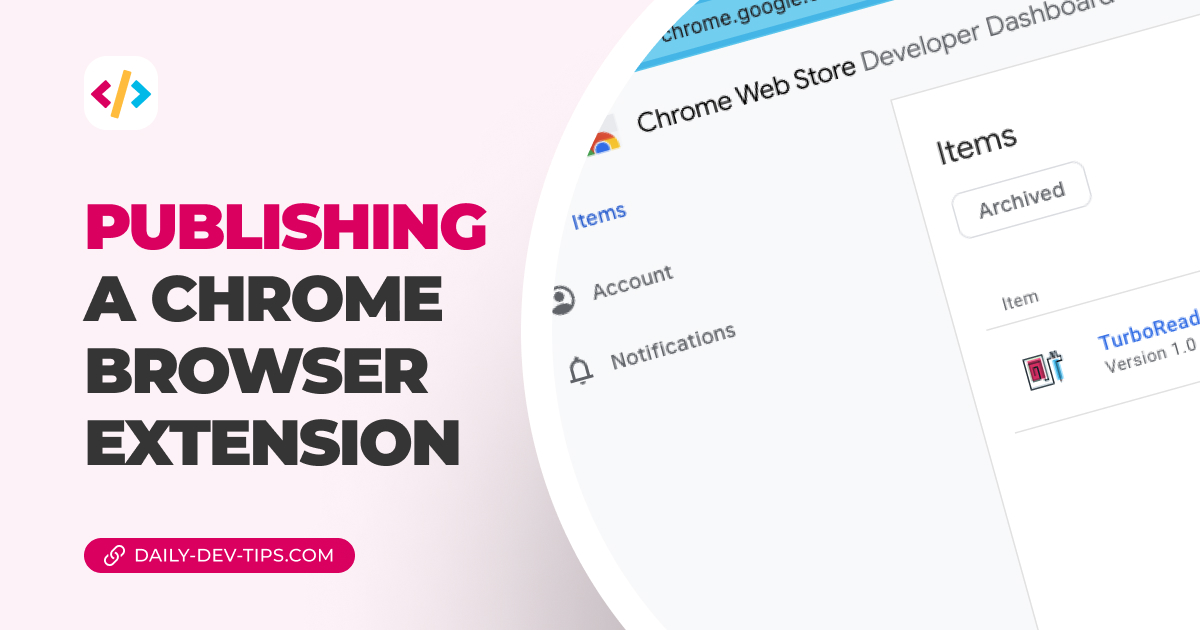 PUBLISHING
A CHROME
BROWSER
EXTENSION
DAILY-DEV-TIPS.COM
chrome.google.
Chrome Web Store Developer Dashboard
Items
Account
Notifications
Items
Archived
Item
TurboRead
Version 1.0